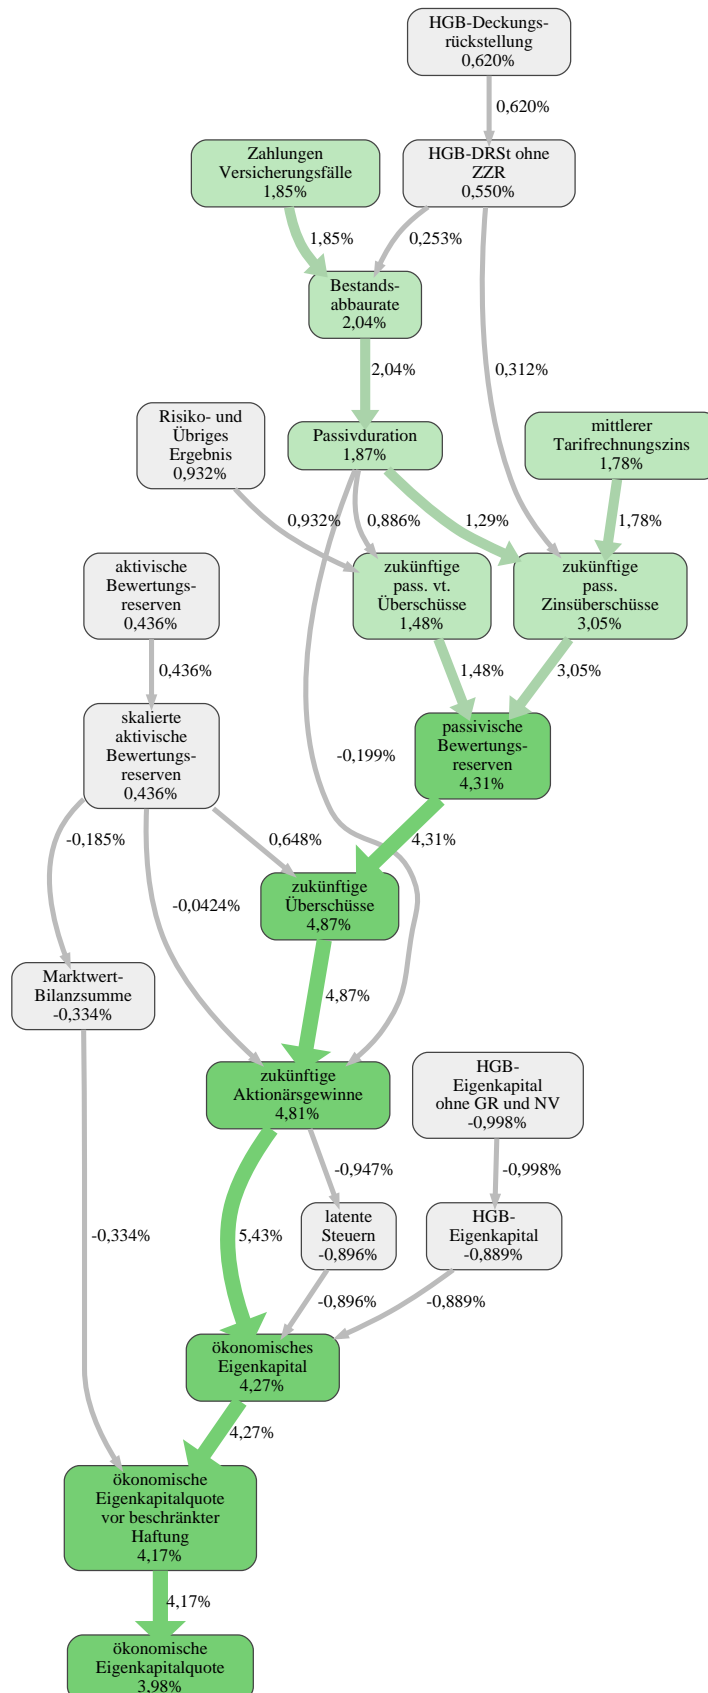 HGB-Deckungs-
rückstellung
0,620%
0,620%
Zahlungen
Versicherungsfälle
1,85%
HGB-DRSt ohne
ZZR
0,550%
1,85%
0,253%
Bestands-
abbaurate
2,04%
2,04%
0,312%
Risiko- und
Übriges
Ergebnis
0,932%
Passivduration
1,87%
mittlerer
Tarifrechnungszins
1,78%
0,932%
0,886%
1,29%
1,78%
aktivische
Bewertungs-
reserven
0,436%
zukünftige
pass. vt.
Überschüsse
1,48%
zukünftige
pass.
Zinsüberschüsse
3,05%
0,436%
1,48%
3,05%
skalierte
aktivische
Bewertungs-
reserven
0,436%
passivische
Bewertungs-
reserven
4,31%
-0,199%
-0,185%
0,648%
4,31%
-0,0424%
zukünftige
Überschüsse
4,87%
Marktwert-
Bilanzsumme
-0,334%
4,87%
zukünftige
Aktionärsgewinne
4,81%
HGB-
Eigenkapital
ohne GR und NV
-0,998%
-0,947%
-0,998%
-0,334%
5,43%
latente
Steuern
-0,896%
HGB-
Eigenkapital
-0,889%
-0,896%
-0,889%
ökonomisches
Eigenkapital
4,27%
4,27%
ökonomische
Eigenkapitalquote
vor beschränkter
Haftung
4,17%
4,17%
ökonomische
Eigenkapitalquote
3,98%